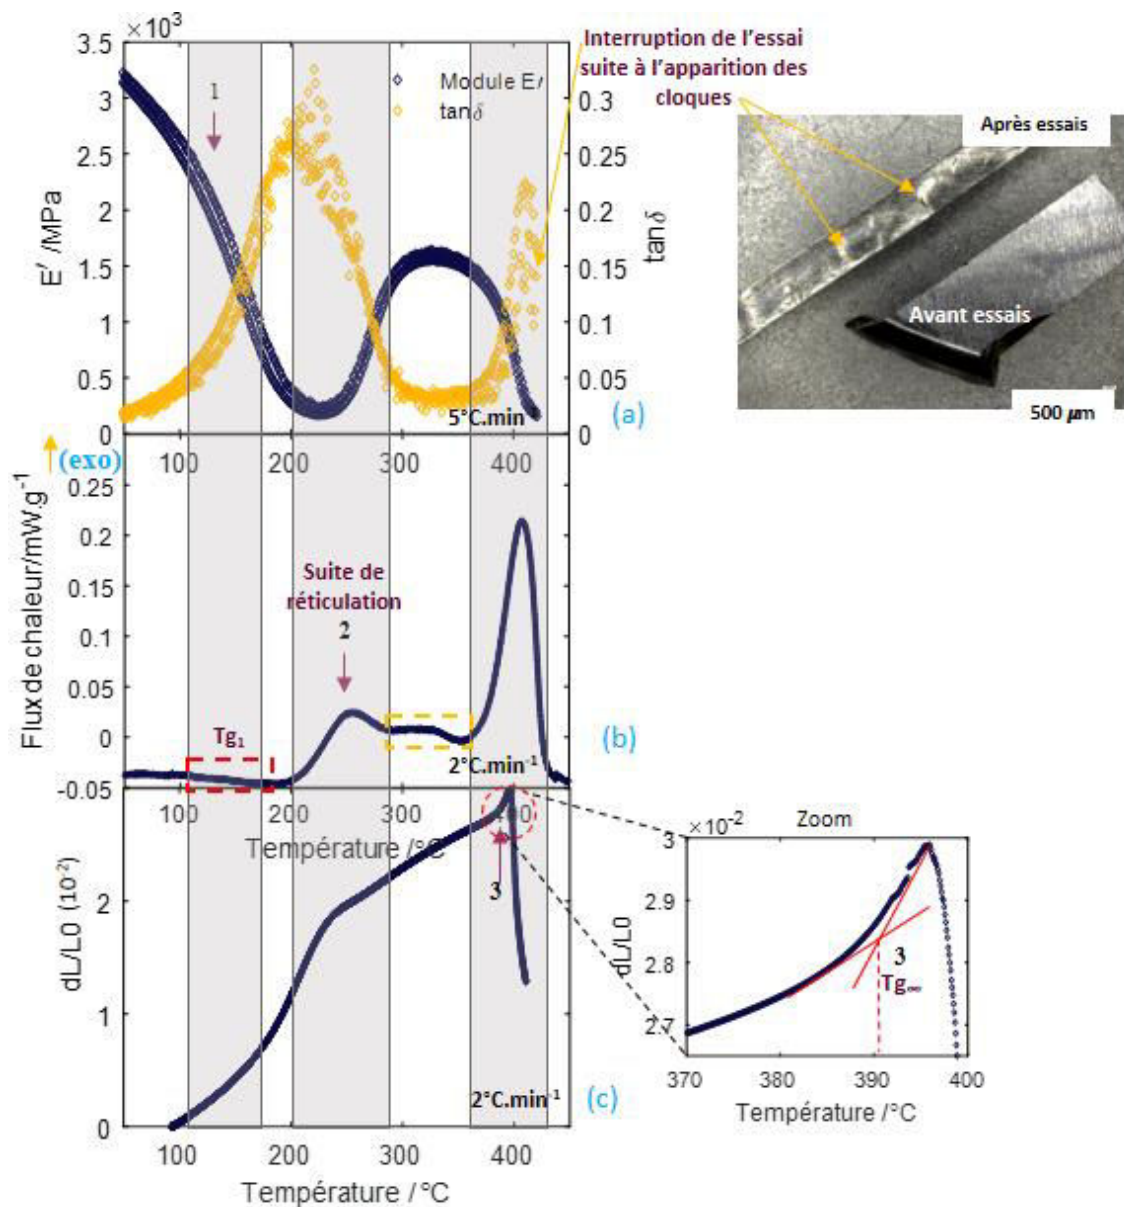 ×10³
3.5
3
2.5
2
1.5
1
0.5
0
E′ /MPa
1
Module E′
tanδ
0.3
0.25
0.2
0.15
0.1
0.05
0
tanδ
5°C.min
(a)
100
200
300
400
Interruption de l'essai
suite à l'apparition des
cloques
Après essais
Avant essais
500 µm
(exo)
Flux de chaleur/mW.g⁻¹
0.25
0.2
0.15
0.1
0.05
0
-0.05
Suite de
réticulation
2
Tg₁
2°C.min⁻¹
(b)
100
200
300
400
Température /°C
dL/L0 (10⁻²)
2
1
0
3
2°C.min⁻¹
(c)
100
200
300
400
Température / °C
×10⁻²
Zoom
3
2.9
2.8
2.7
dL/L0
3
Tg∞
370
380
390
400
Température /°C